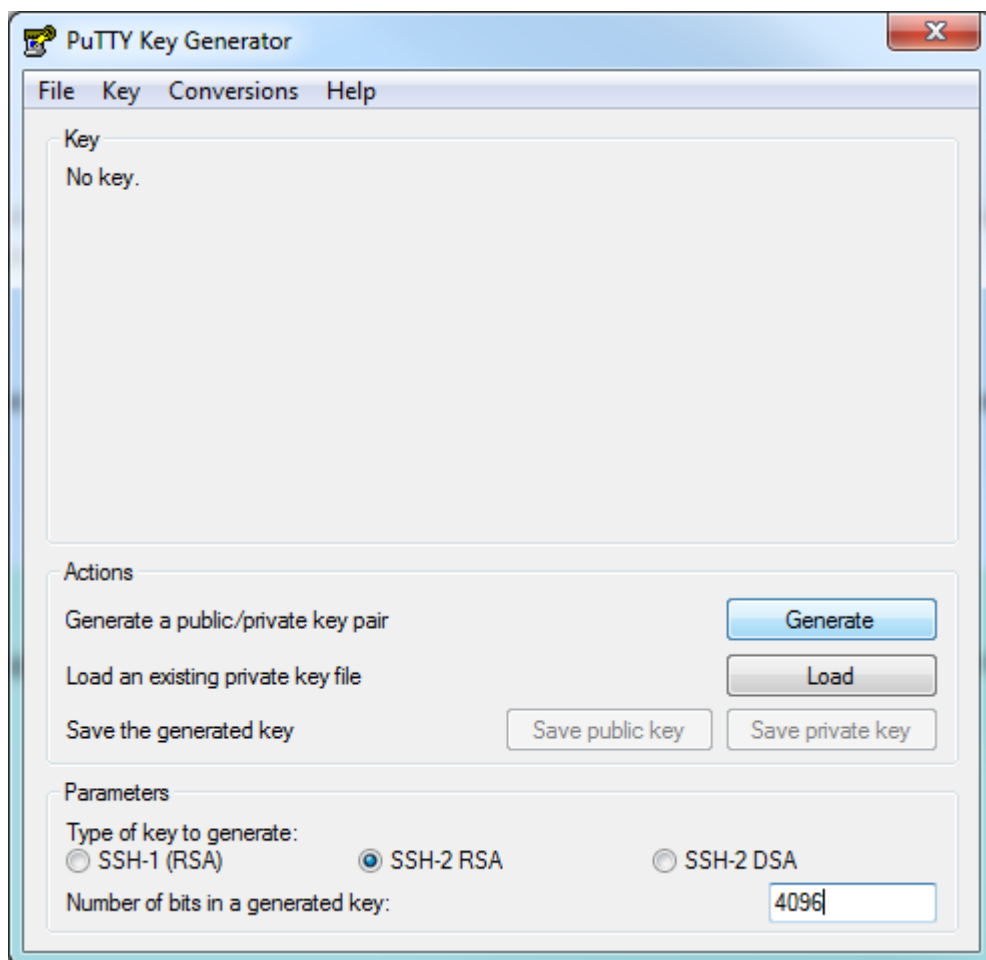 PuTTY Key Generator
File Key Conversions Help
Key
No key.
Actions
Generate a public/private key pair Generate
Load an existing private key file Load
Save the generated key Save public key Save private key
Parameters
Type of key to generate:
SSH-1 (RSA) SSH-2 RSA SSH-2 DSA
Number of bits in a generated key: 4096